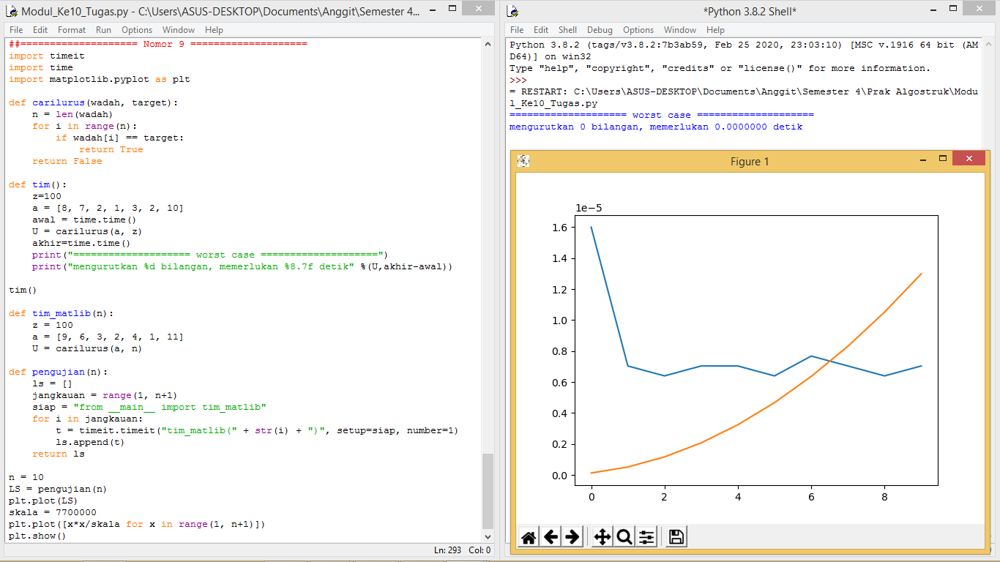 Modul_Ke10_Tugas.py - C:\Users\ASUS-DESKTOP\Documents\Anggit\Semester 4...
File Edit Format Run Options Window Help
##==================== Nomor 9 ====================
import timeit
import time
import matplotlib.pyplot as plt
def carilurus(wadah, target):
    n = len(wadah)
    for i in range(n):
        if wadah[i] == target:
            return True
    return False
def tim():
    z=100
    a = [8, 7, 2, 1, 3, 2, 10]
    awal = time.time()
    U = carilurus(a, z)
    akhir=time.time()
    print("==================== worst case ====================")
    print("mengurutkan %d bilangan, memerlukan %8.7f detik" %(U,akhir-awal))
tim()
def tim_matlib(n):
    z = 100
    a = [9, 6, 3, 2, 4, 1, 11]
    U = carilurus(a, n)
def pengujian(n):
    ls = []
    jangkauan = range(1, n+1)
    siap = "from __main__ import tim_matlib"
    for i in jangkauan:
        t = timeit.timeit("tim_matlib(" + str(i) + ")", setup=siap, number=1)
        ls.append(t)
    return ls
n = 10
LS = pengujian(n)
plt.plot(LS)
skala = 7700000
plt.plot([x*x/skala for x in range(1, n+1)])
plt.show()
Ln: 293 Col: 0
*Python 3.8.2 Shell*
File Edit Shell Debug Options Window Help
Python 3.8.2 (tags/v3.8.2:7b3ab59, Feb 25 2020, 23:03:10) [MSC v.1916 64 bit (AM
D64)] on win32
Type "help", "copyright", "credits" or "license()" for more information.
>>>
= RESTART: C:\Users\ASUS-DESKTOP\Documents\Anggit\Semester 4\Prak Algostruk\Modu
l_Ke10_Tugas.py
==================== worst case ====================
mengurutkan 0 bilangan, memerlukan 0.0000000 detik
Figure 1
1e−5
1.6
1.4
1.2
1.0
0.8
0.6
0.4
0.2
0.0
0 2 4 6 8